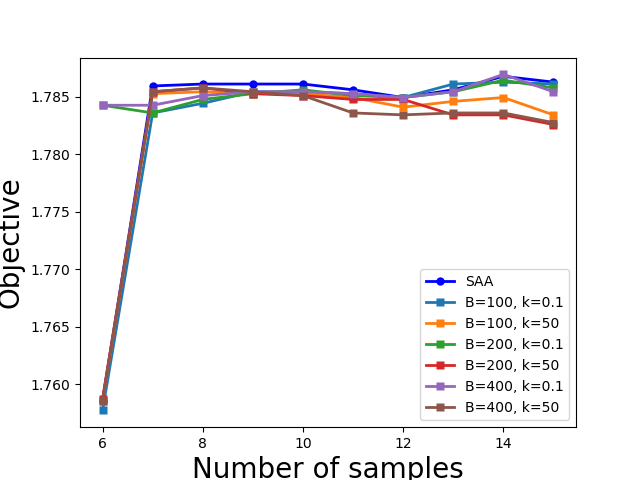 1.785
1.780
1.775
1.770
1.765
1.760
Objective
6
8
10
12
14
Number of samples
SAA
B=100, k=0.1
B=100, k=50
B=200, k=0.1
B=200, k=50
B=400, k=0.1
B=400, k=50